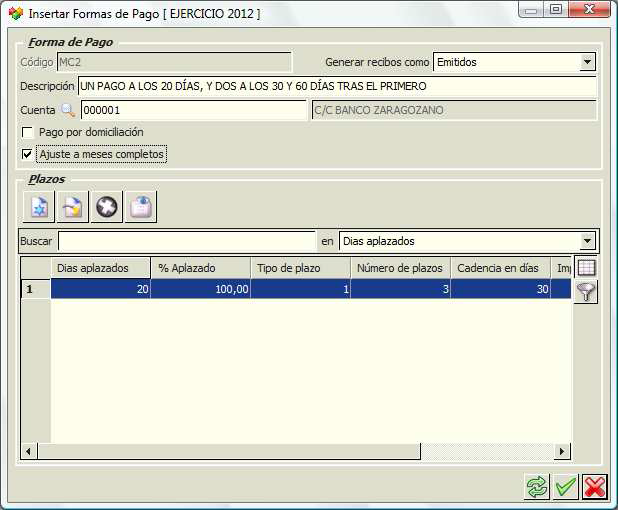 Insertar Formas de Pago [ EJERCICIO 2012 ]
Forma de Pago
Código MC2 Generar recibos como Emitidos
Descripción UN PAGO A LOS 20 DÍAS, Y DOS A LOS 30 Y 60 DÍAS TRAS EL PRIMERO
Cuenta 000001 C/C BANCO ZARAGOZANO
Pago por domiciliación
Ajuste a meses completos
Plazos
Buscar en Dias aplazados
Dias aplazados % Aplazado Tipo de plazo Número de plazos Cadencia en días Imp
1 20 100,00 1 3 30